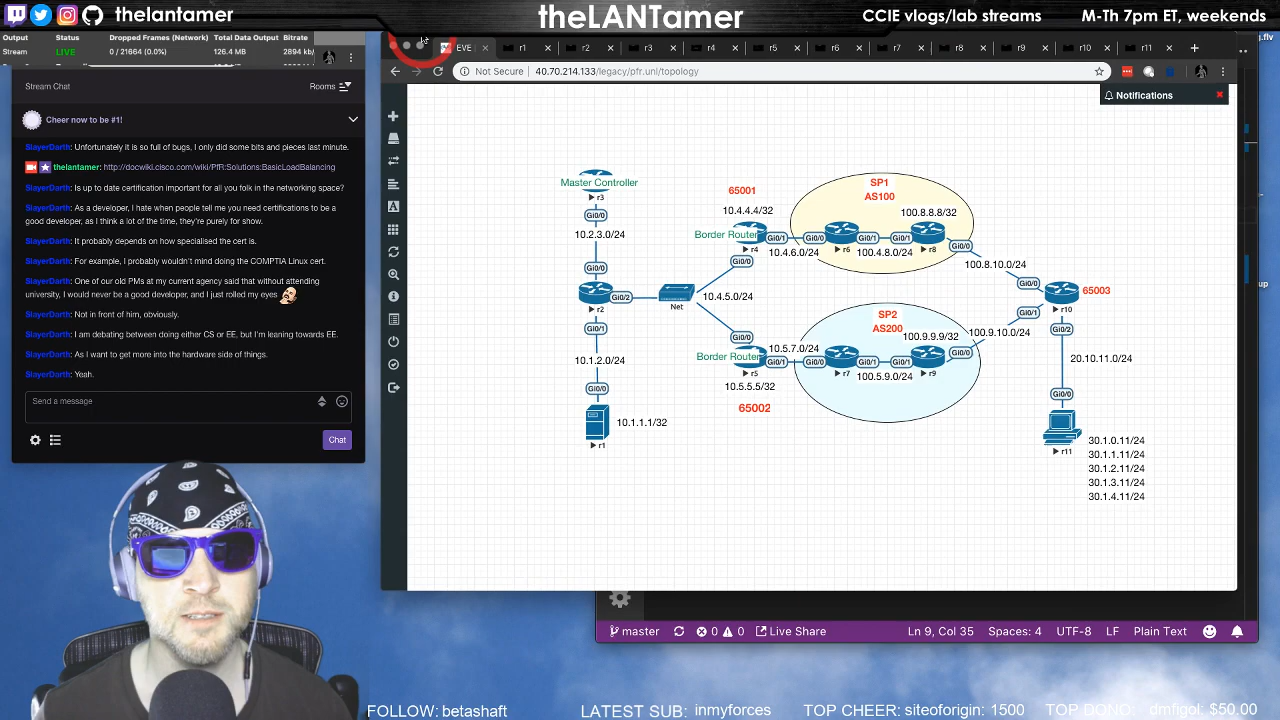 thelantamer
theLANTamer
CCIE vlogs/lab streams
M-Th 7pm ET, weekends
Output
Status
Dropped Frames (Network)
Total Data Output
Bitrate
Stream
LIVE
0 / 21664 (0.0%)
126.4 MB
2894 kb/
Stream Chat
Rooms
Cheer now to be #1!
SlayerDarth: Unfortunately it is so full of bugs, I only did some bits and pieces last minute.
thelantamer: http://docwiki.cisco.com/wiki/PfR:Solutions:BasicLoadBalancing
SlayerDarth: Is up to date certification important for all you folk in the networking sphere?
SlayerDarth: As a developer, I hate when people tell me you need certifications to be a
good developer, as I think a lot of the time, they're purely for show.
SlayerDarth: It probably depends on how specialised the cert is.
SlayerDarth: For example, I probably wouldn't mind doing the COMPTIA Linux cert.
SlayerDarth: One of our old PMs at my current agency said that without attending
university, I would never be a good developer, and I just rolled my eyes
SlayerDarth: Not in front of him, obviously.
SlayerDarth: I am debating between doing either CS or EE, but I'm leaning towards EE.
SlayerDarth: As I want to get more into the hardware side of things.
SlayerDarth: Yeah.
Send a message
Chat
EVE
r1
r2
r3
r4
r5
r6
r7
r8
r9
r10
r11
.flv
Not Secure
40.70.214.133/legacy/pfr.unl/topology
Notifications
Master Controller
r3
Gi0/0
10.2.3.0/24
Gi0/0
r2
Gi0/2
Gi0/1
10.1.2.0/24
Gi0/0
r1
10.1.1.1/32
Net
10.4.5.0/24
65001
10.4.4.4/32
Border Router
r4
Gi0/1
Gi0/0
10.4.6.0/24
SP1
AS100
Gi0/0
r6
Gi0/1
100.4.8.0/24
Gi0/1
r8
100.8.8.8/32
Gi0/0
100.8.10.0/24
Gi0/0
Border Router
r5
Gi0/1
10.5.5.5/32
65002
10.5.7.0/24
Gi0/0
SP2
AS200
r7
Gi0/1
100.5.9.0/24
Gi0/1
r9
100.9.9.9/32
Gi0/0
100.9.10.0/24
Gi0/0
Gi0/1
r10
65003
Gi0/2
20.10.11.0/24
Gi0/0
r11
30.1.0.11/24
30.1.1.11/24
30.1.2.11/24
30.1.3.11/24
30.1.4.11/24
up
master
0
0
Live Share
Ln 9, Col 35
Spaces: 4
UTF-8
LF
Plain Text
FOLLOW: betashaft
LATEST SUB: inmyforces
TOP CHEER: siteoforigin: 1500
TOP DONO: dmfigol: $50.00